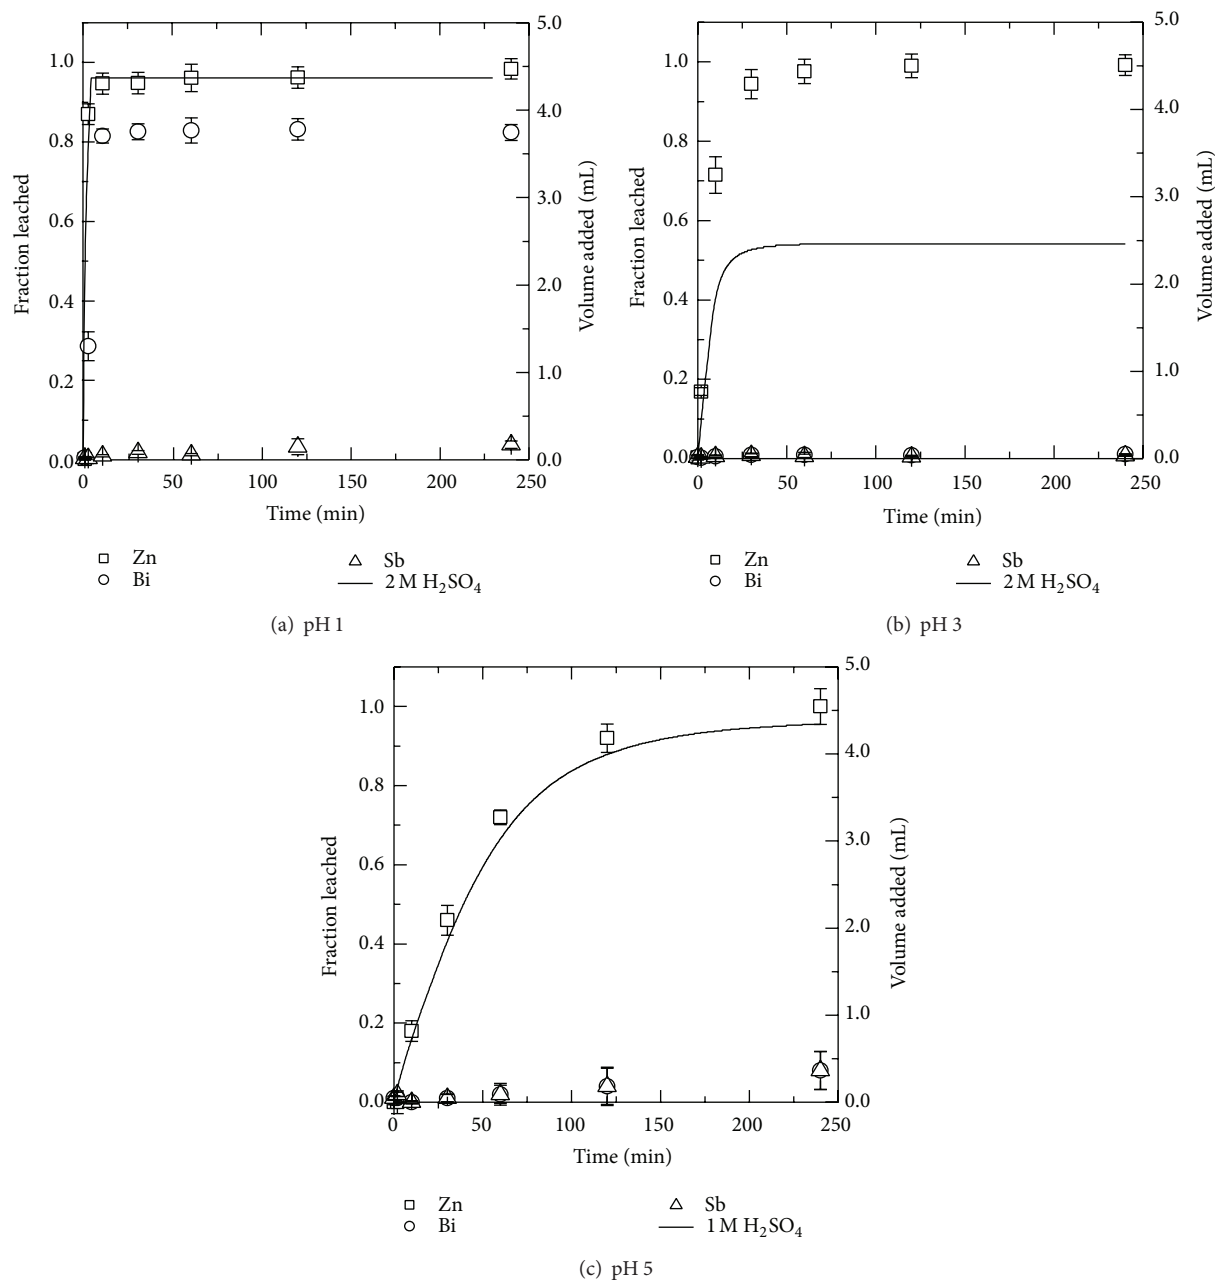 Fraction leached
1.0
0.8
0.6
0.4
0.2
0.0
5.0
4.0
3.0
2.0
1.0
0.0
Volume added (mL)
0 50 100 150 200 250
Time (min)
Zn
Bi
Sb
2 M H₂SO₄
(a) pH 1
Fraction leached
1.0
0.8
0.6
0.4
0.2
0.0
5.0
4.0
3.0
2.0
1.0
0.0
Volume added (mL)
0 50 100 150 200 250
Time (min)
Zn
Bi
Sb
2 M H₂SO₄
(b) pH 3
Fraction leached
1.0
0.8
0.6
0.4
0.2
0.0
5.0
4.0
3.0
2.0
1.0
0.0
Volume added (mL)
0 50 100 150 200 250
Time (min)
Zn
Bi
Sb
1 M H₂SO₄
(c) pH 5